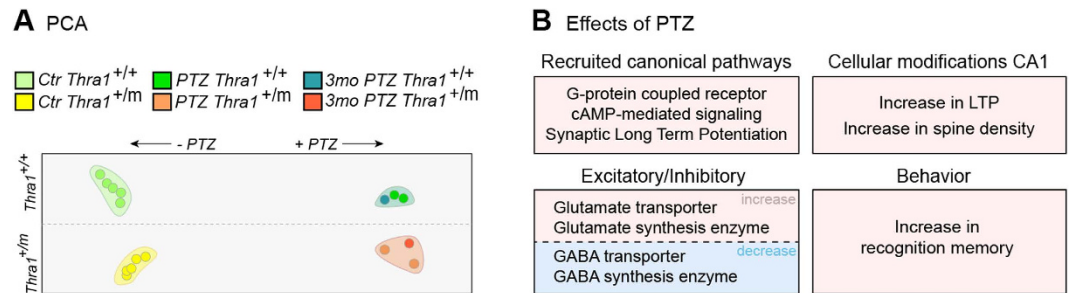 A PCA
Ctr Thra1+/+ PTZ Thra1+/+ 3mo PTZ Thra1+/+
Ctr Thra1+/m PTZ Thra1+/m 3mo PTZ Thra1+/m
- PTZ + PTZ
Thra1+/+
Thra1+/m
B Effects of PTZ
Recruited canonical pathways
G-protein coupled receptor
cAMP-mediated signaling
Synaptic Long Term Potentiation
Cellular modifications CA1
Increase in LTP
Increase in spine density
Excitatory/Inhibitory
increase
Glutamate transporter
Glutamate synthesis enzyme
decrease
GABA transporter
GABA synthesis enzyme
Behavior
Increase in
recognition memory